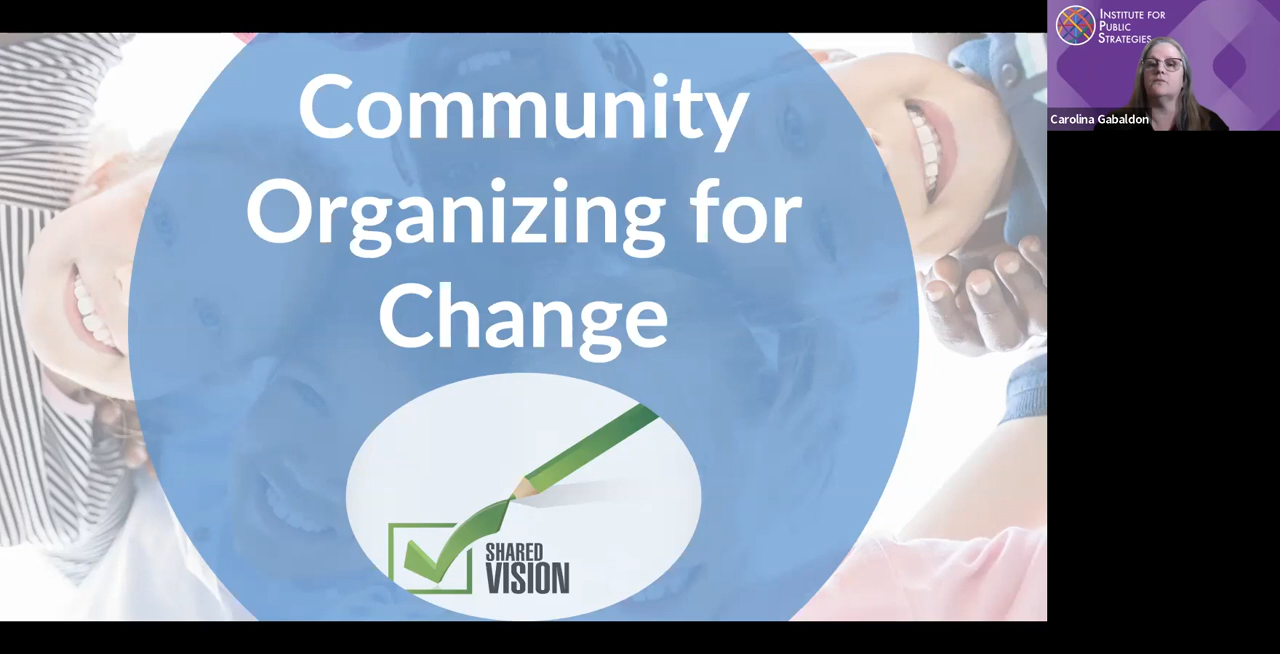 Community
Organizing for
Change
SHARED
VISION
INSTITUTE FOR
PUBLIC
STRATEGIES
Carolina Gabaldon